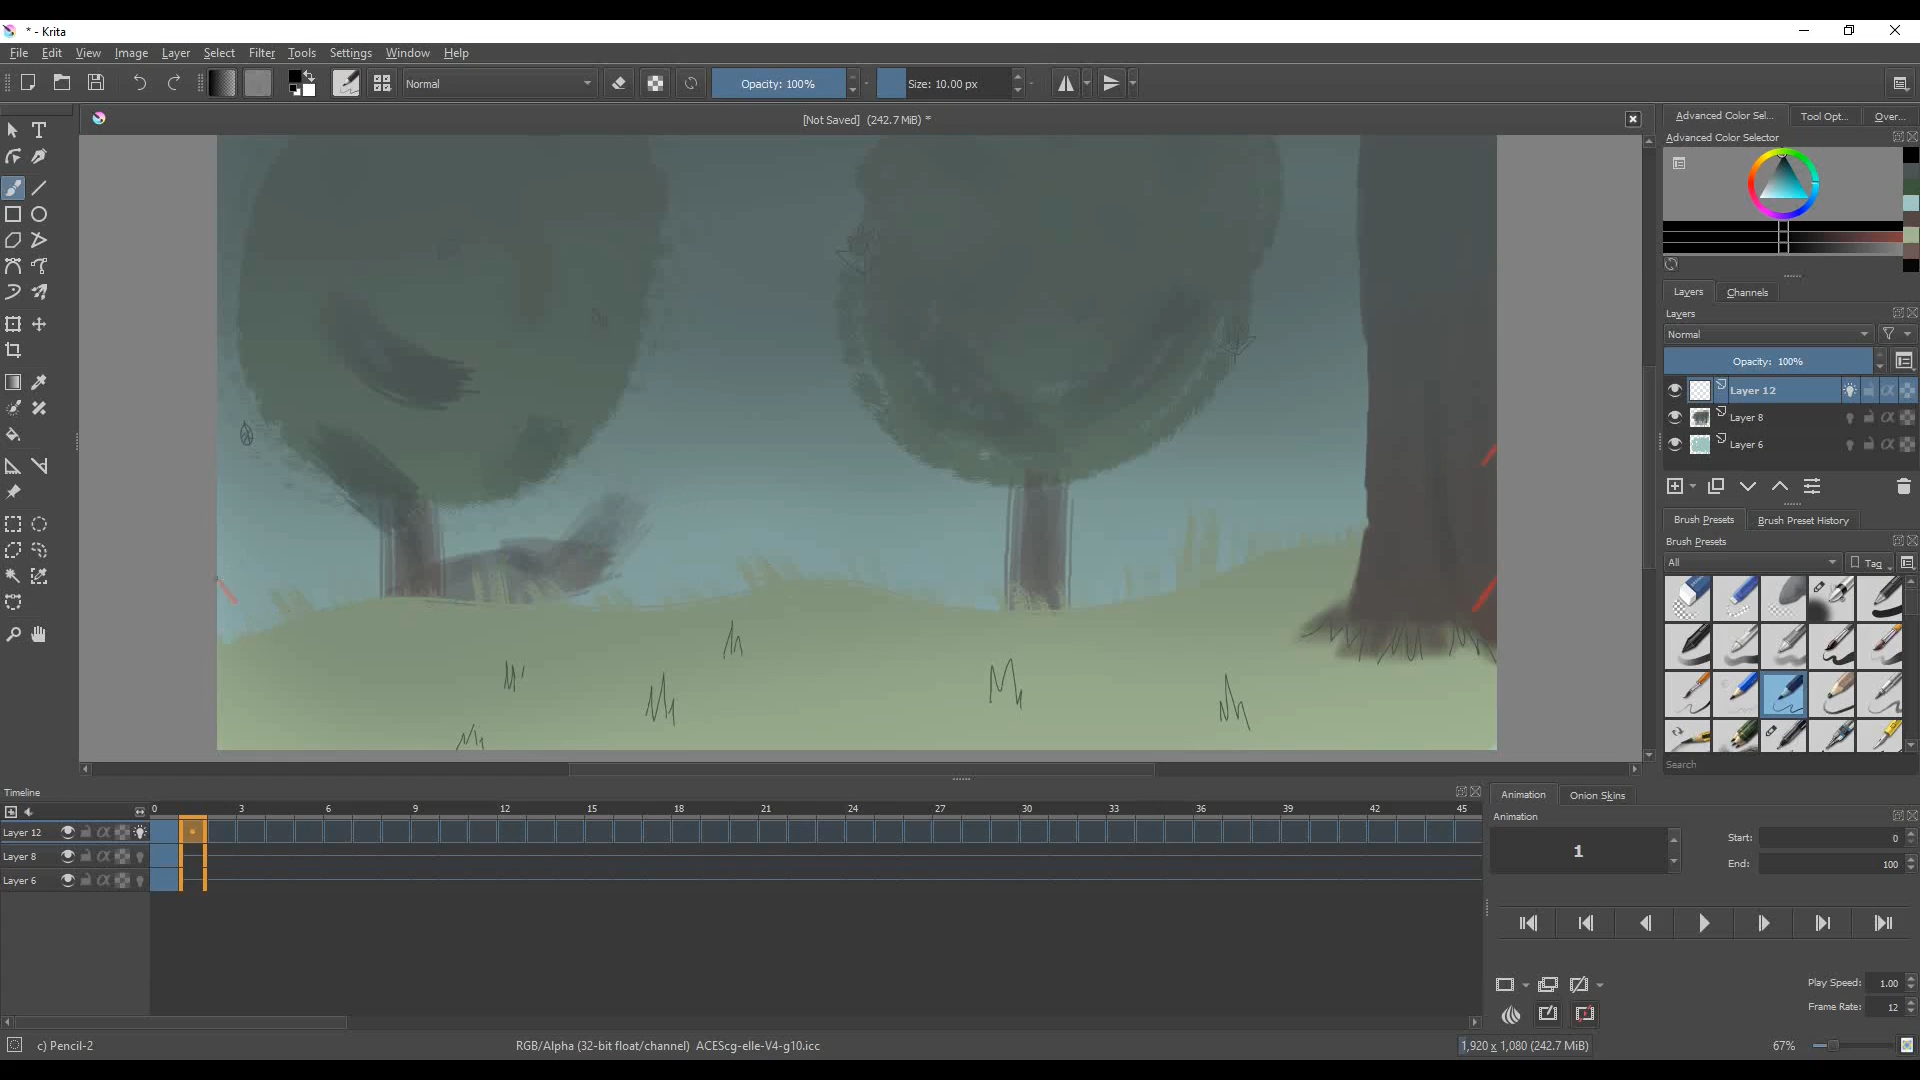 * - Krita
File Edit View Image Layer Select Filter Tools Settings Window Help
Normal Opacity: 100% Size: 10.00 px
[Not Saved] (242.7 MiB) *
Advanced Color Sel... Tool Opt... Over...
Advanced Color Selector
Layers Channels
Layers
Normal
Opacity: 100%
Layer 12
Layer 8
Layer 6
Brush Presets Brush Preset History
Brush Presets
All Tag
Search
Timeline
0 3 6 9 12 15 18 21 24 27 30 33 36 39 42 45
Layer 12
Layer 8
Layer 6
Animation Onion Skins
Animation
1
Start: 0
End: 100
Play Speed: 1.00
Frame Rate: 12
c) Pencil-2
RGB/Alpha (32-bit float/channel) ACEScg-elle-V4-g10.icc
1,920 x 1,080 (242.7 MiB)
67%